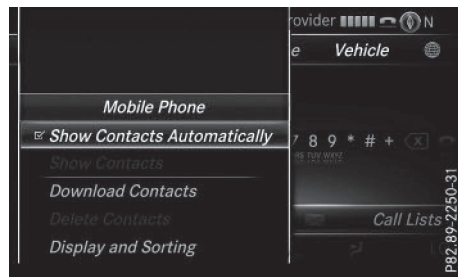 rovider N
e Vehicle
Mobile Phone
Show Contacts Automatically
7 8 9 * # +
Show Contacts
Download Contacts
Delete Contacts
Call Lists
Display and Sorting
P82.89-2250-31